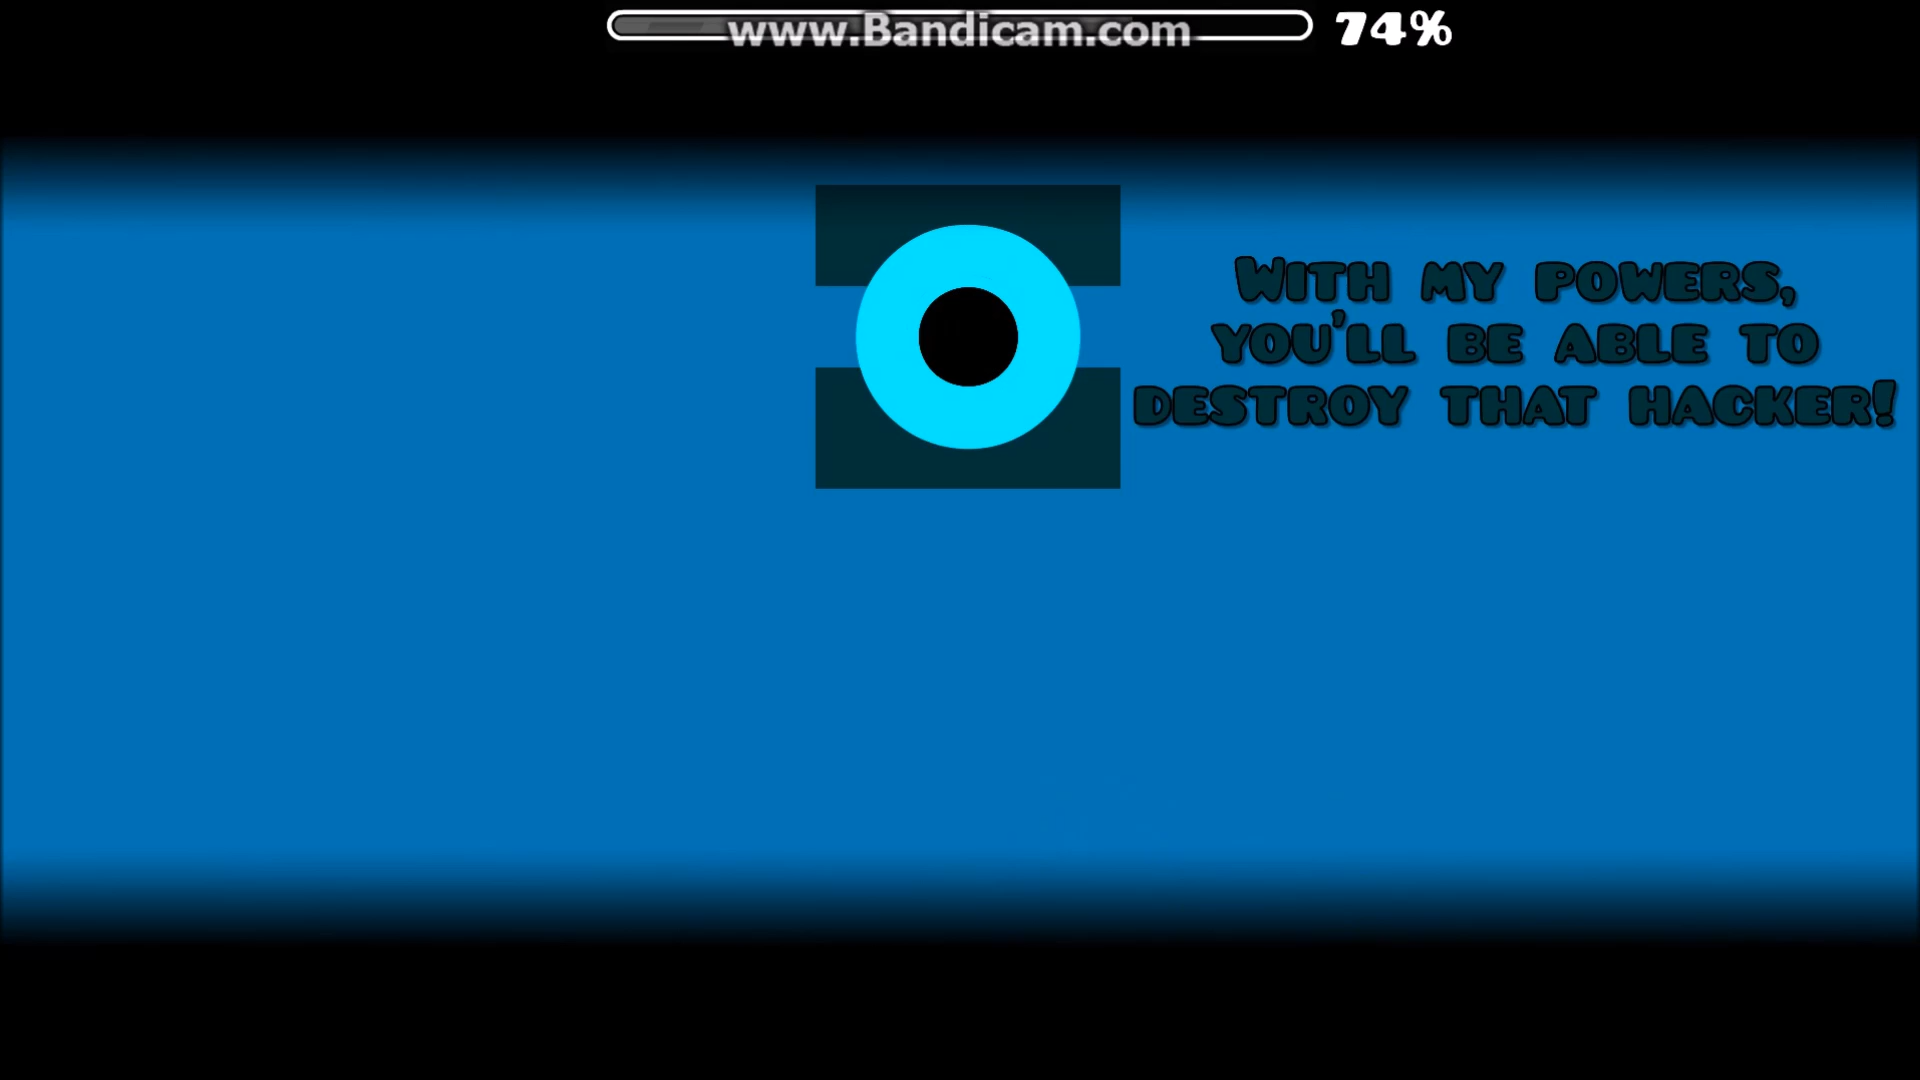 www.Bandicam.com 74%
With my powers,
you'll be able to
destroy that hacker!